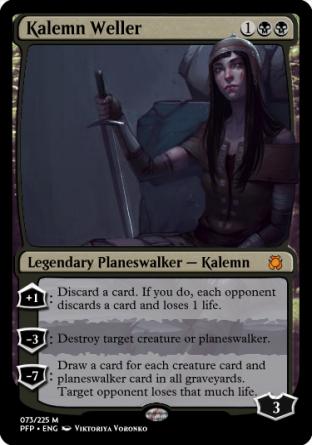 Kalemn Weller 1
Legendary Planeswalker — Kalemn
+1: Discard a card. If you do, each opponent
discards a card and loses 1 life.
-3: Destroy target creature or planeswalker.
-7: Draw a card for each creature card and
planeswalker card in all graveyards.
Target opponent loses that much life.
3
073/225 M
PFP • ENG Viktoriya Voronko